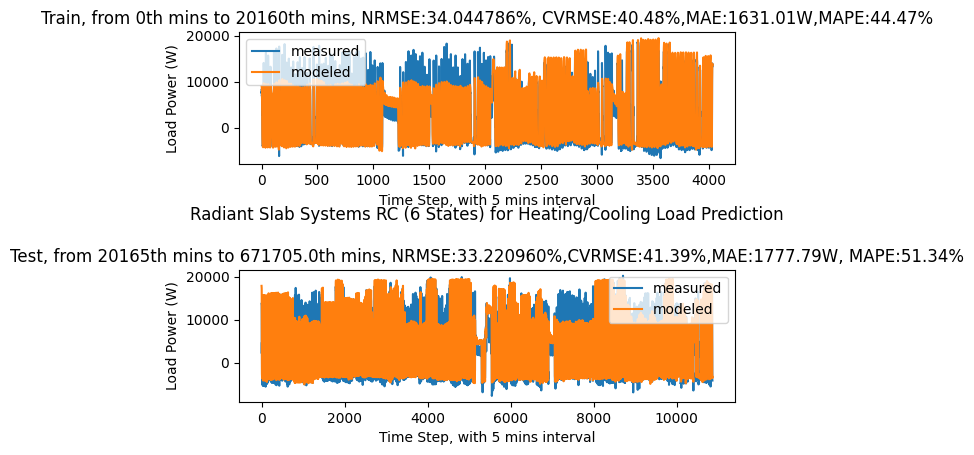 Train, from 0th mins to 20160th mins, NRMSE:34.044786%, CVRMSE:40.48%,MAE:1631.01W,MAPE:44.47%
20000
10000
0
Load Power (W)
measured
modeled
0 500 1000 1500 2000 2500 3000 3500 4000
Time Step, with 5 mins interval
Radiant Slab Systems RC (6 States) for Heating/Cooling Load Prediction
Test, from 20165th mins to 671705.0th mins, NRMSE:33.220960%,CVRMSE:41.39%,MAE:1777.79W, MAPE:51.34%
20000
10000
0
Load Power (W)
measured
modeled
0 2000 4000 6000 8000 10000
Time Step, with 5 mins interval